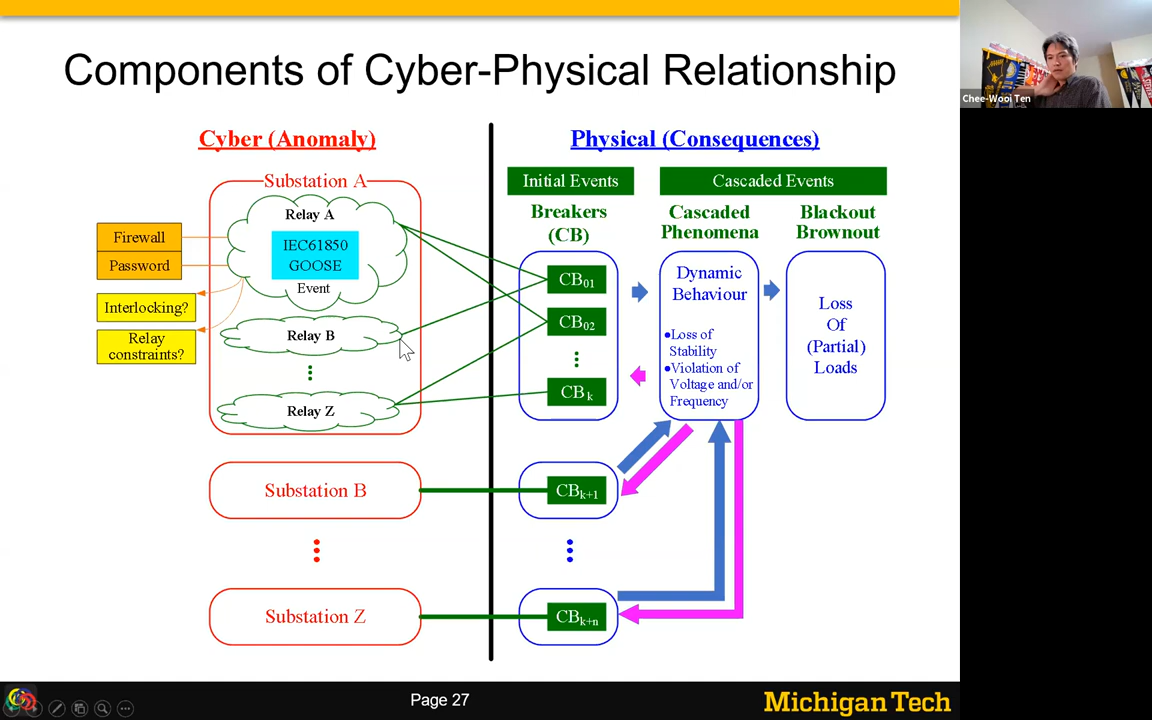 Components of Cyber-Physical Relationship
Chee-Wooi Ten
Cyber (Anomaly)
Physical (Consequences)
Substation A
Relay A
IEC61850
GOOSE
Event
Firewall
Password
Interlocking?
Relay
constraints?
Relay B
Relay Z
Substation B
Substation Z
Initial Events
Cascaded Events
Breakers
(CB)
Cascaded
Phenomena
Blackout
Brownout
CB01
CB02
CB k
CBk+1
CBk+n
Dynamic
Behaviour
•Loss of
Stability
•Violation of
Voltage and/or
Frequency
Loss
Of
(Partial)
Loads
Page 27
Michigan Tech